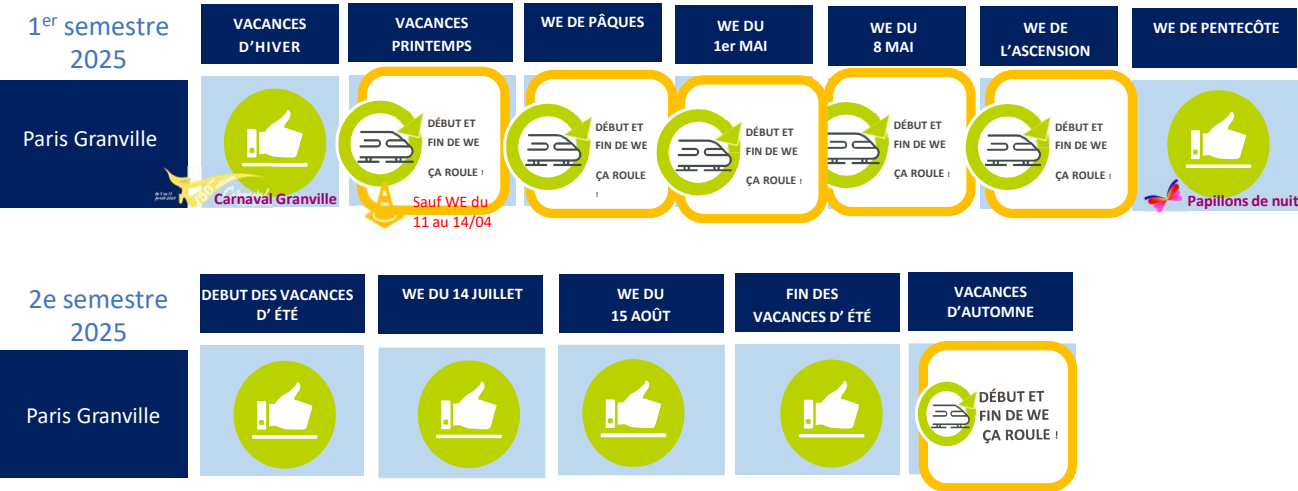 1er semestre
2025
VACANCES
D'HIVER
VACANCES
PRINTEMPS
WE DE PÂQUES
WE DU
1er MAI
WE DU
8 MAI
WE DE
L'ASCENSION
WE DE PENTECÔTE
Paris Granville
Carnaval Granville
DÉBUT ET
FIN DE WE
ÇA ROULE !
Sauf WE du
11 au 14/04
DÉBUT ET
FIN DE WE
ÇA ROULE
!
DÉBUT ET
FIN DE WE
ÇA ROULE !
DÉBUT ET
FIN DE WE
ÇA ROULE !
DÉBUT ET
FIN DE WE
ÇA ROULE !
Papillons de nuit
2e semestre
2025
DEBUT DES VACANCES
D' ÉTÉ
WE DU 14 JUILLET
WE DU
15 AOÛT
FIN DES
VACANCES D' ÉTÉ
VACANCES
D'AUTOMNE
Paris Granville
DÉBUT ET
FIN DE WE
ÇA ROULE !